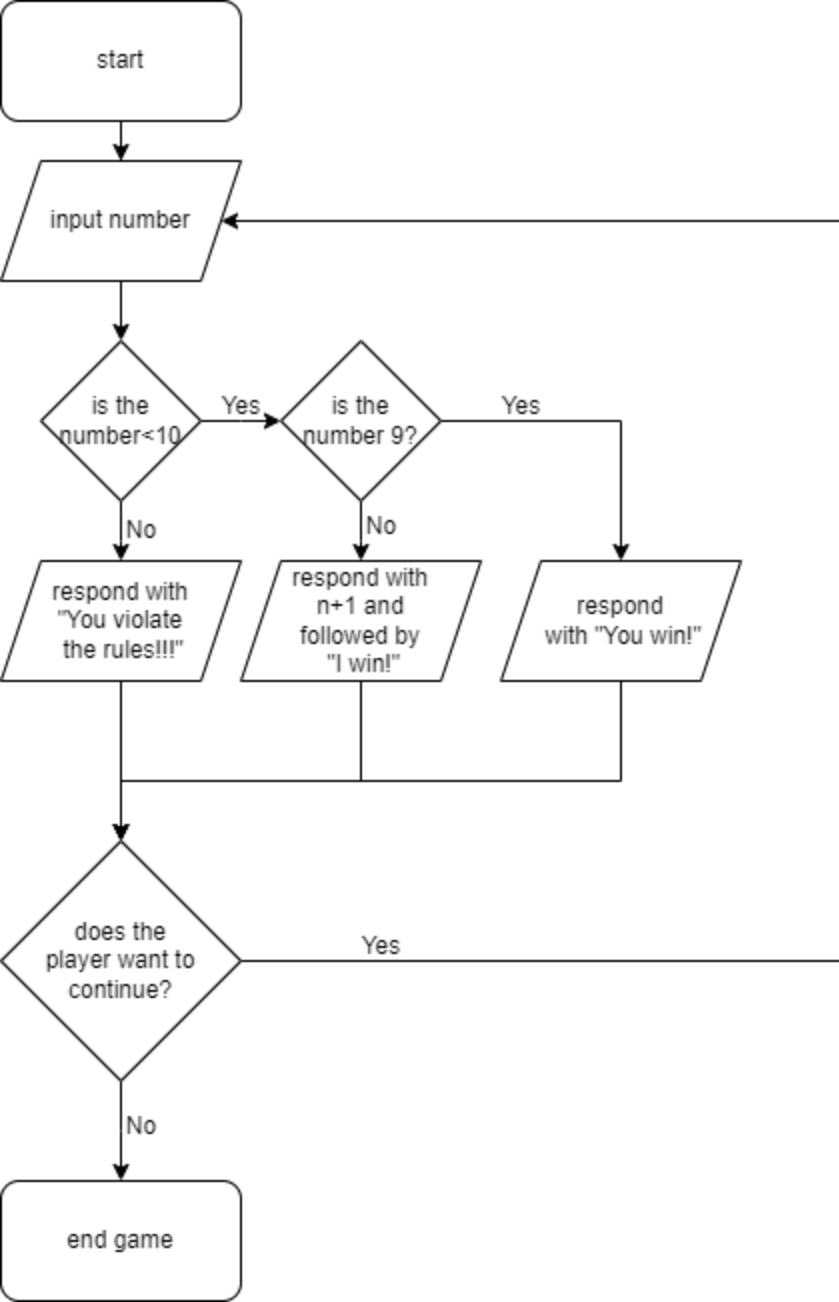 start
input number
is the
number<10
Yes
is the
number 9?
Yes
No
No
respond with
"You violate
the rules!!!"
respond with
n+1 and
followed by
"I win!"
respond
with "You win!"
does the
player want to
continue?
Yes
No
end game